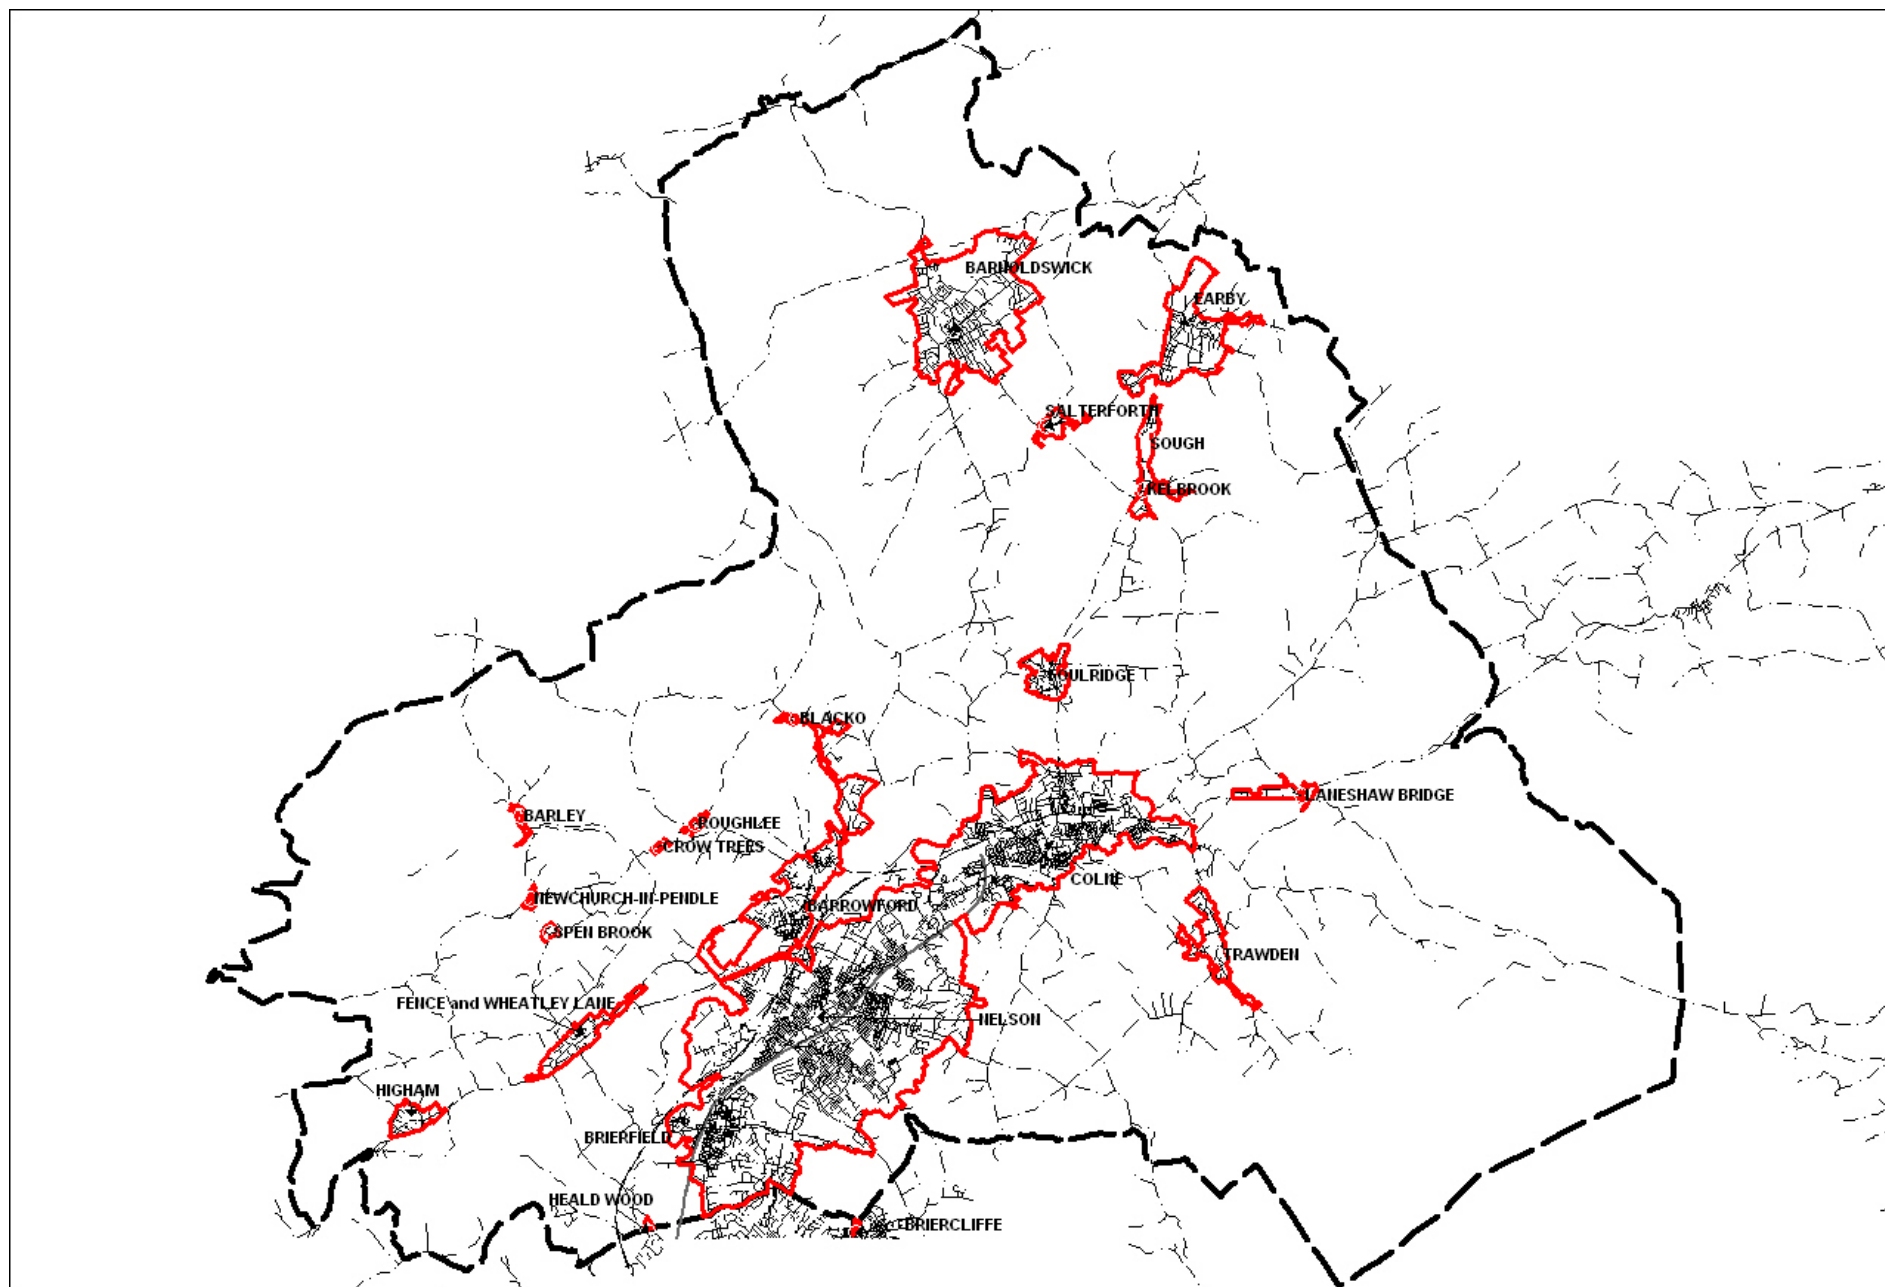 BARNOLDSWICK
EARBY
SALTERFORTH
SOUGH
KELBROOK
FOULRIDGE
BLACKO
LANESHAW BRIDGE
BARLEY
ROUGHLEE
CROW TREES
COLNE
NEWCHURCH-IN-PENDLE
BARROWFORD
SPEN BROOK
TRAWDEN
FENCE and WHEATLEY LANE
NELSON
HIGHAM
BRIERFIELD
HEALD WOOD
BRIERCLIFFE